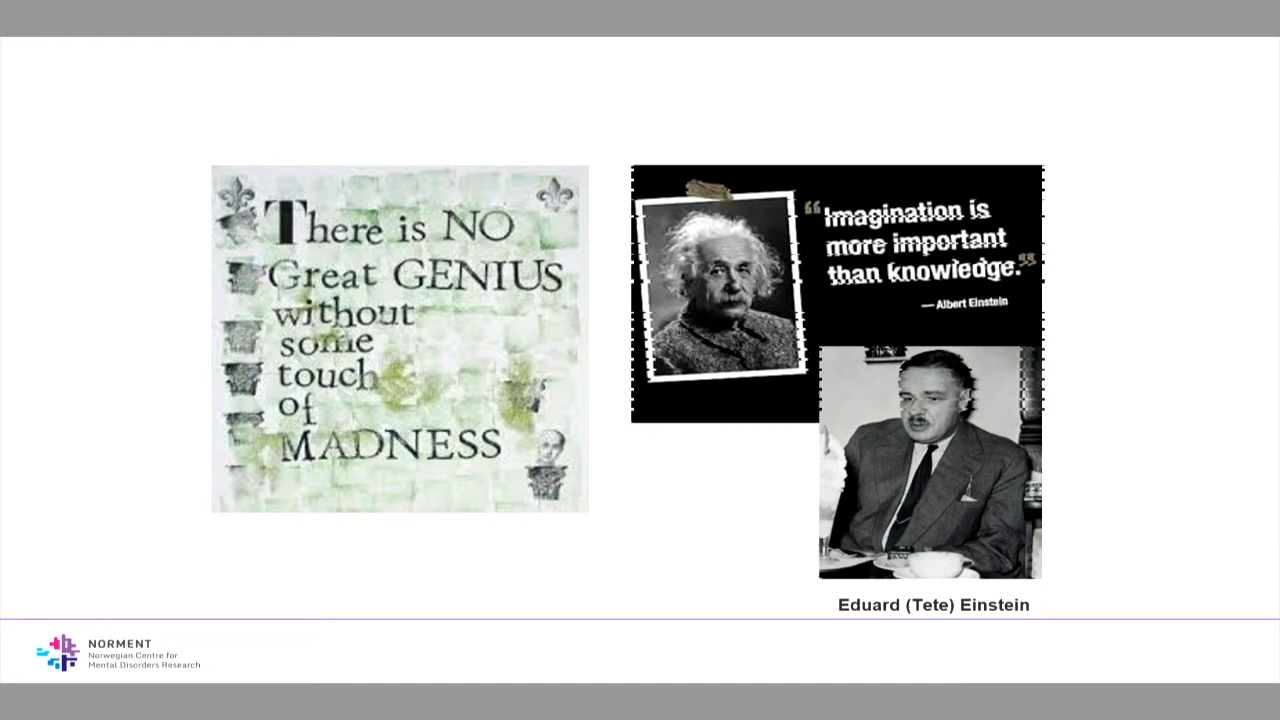 There is NO
Great GENIUS
without
some
touch
of
MADNESS
“Imagination is
more important
than knowledge.”
— Albert Einstein
Eduard (Tete) Einstein
NORMENT
Norwegian Centre for
Mental Disorders Research